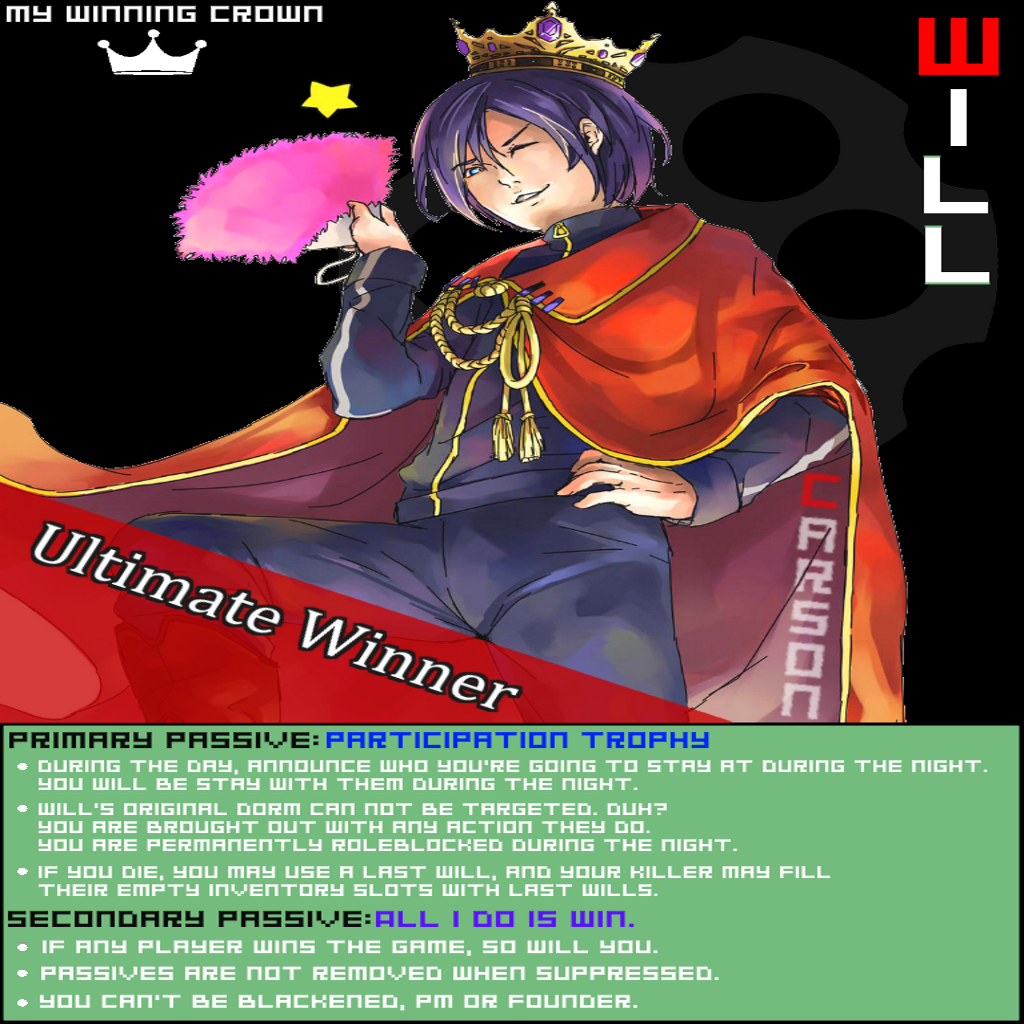 MY WINNING CROWN
WILL
CARSON
Ultimate Winner
PRIMARY PASSIVE: PARTICIPATION TROPHY
• DURING THE DAY, ANNOUNCE WHO YOU'RE GOING TO STAY AT DURING THE NIGHT.
YOU WILL BE STAY WITH THEM DURING THE NIGHT.
• WILL'S ORIGINAL DORM CAN NOT BE TARGETED. DUH?
YOU ARE BROUGHT OUT WITH ANY ACTION THEY DO.
YOU ARE PERMANENTLY ROLEBLOCKED DURING THE NIGHT.
• IF YOU DIE, YOU MAY USE A LAST WILL, AND YOUR KILLER MAY FILL
THEIR EMPTY INVENTORY SLOTS WITH LAST WILLS.
SECONDARY PASSIVE: ALL I DO IS WIN.
• IF ANY PLAYER WINS THE GAME, SO WILL YOU.
• PASSIVES ARE NOT REMOVED WHEN SUPPRESSED.
• YOU CAN'T BE BLACKENED, PM OR FOUNDER.